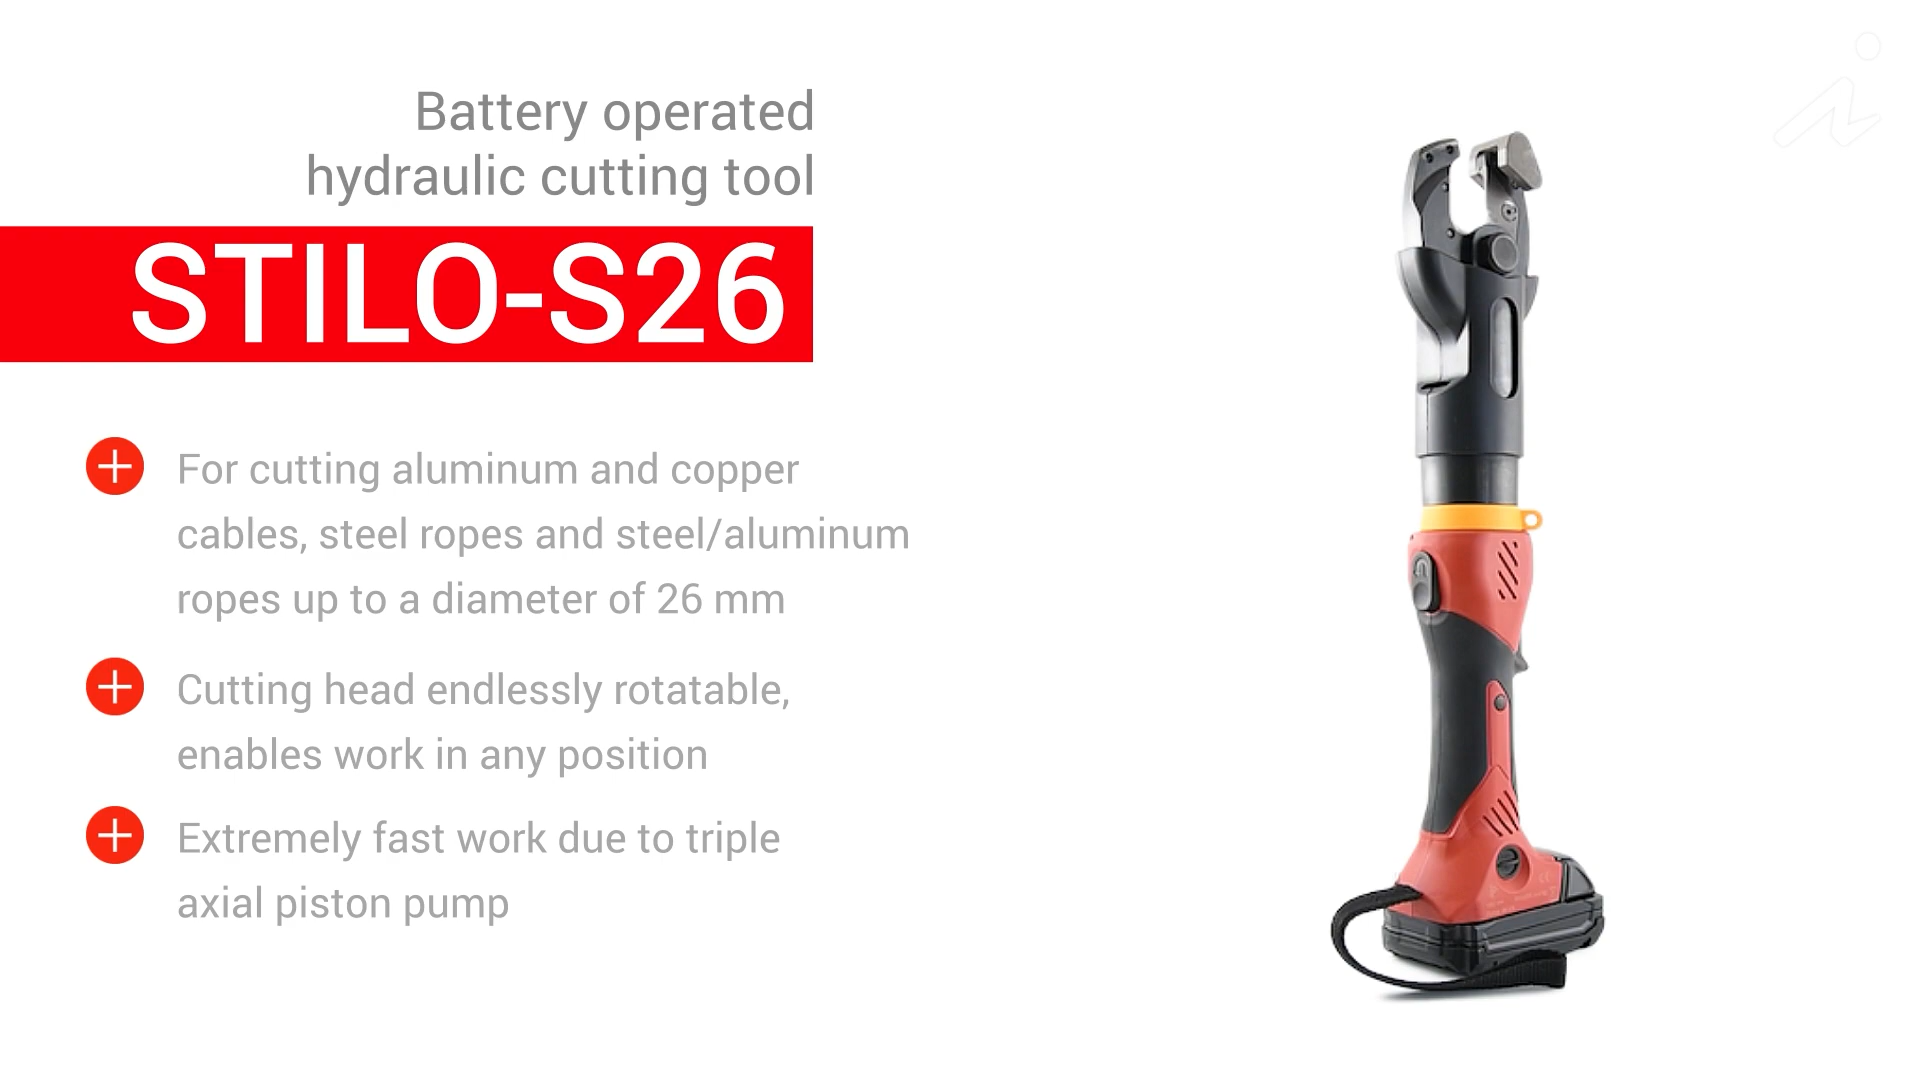 Battery operated
hydraulic cutting tool
STILO-S26
For cutting aluminum and copper
cables, steel ropes and steel/aluminum
ropes up to a diameter of 26 mm
Cutting head endlessly rotatable,
enables work in any position
Extremely fast work due to triple
axial piston pump